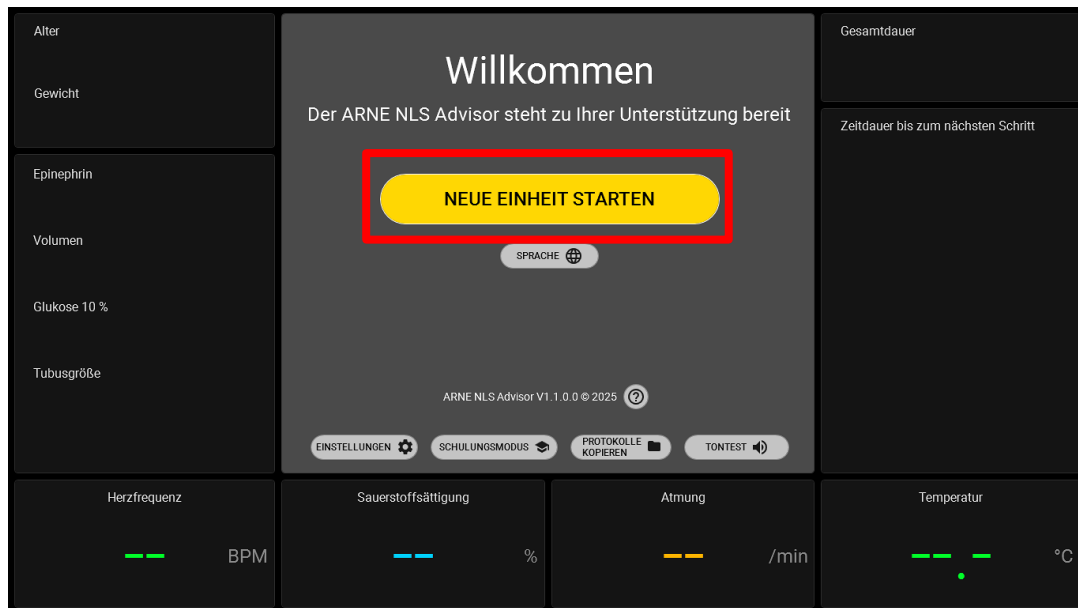 Alter
Gewicht
Epinephrin
Volumen
Glukose 10 %
Tubusgröße
Willkommen
Der ARNE NLS Advisor steht zu Ihrer Unterstützung bereit
NEUE EINHEIT STARTEN
SPRACHE
ARNE NLS Advisor V1.1.0.0 © 2025 ?
EINSTELLUNGEN
SCHULUNGSMODUS
PROTOKOLLE
KOPIEREN
TONTEST
Gesamtdauer
Zeitdauer bis zum nächsten Schritt
Herzfrequenz
-- BPM
Sauerstoffsättigung
-- %
Atmung
-- /min
Temperatur
--.- °C